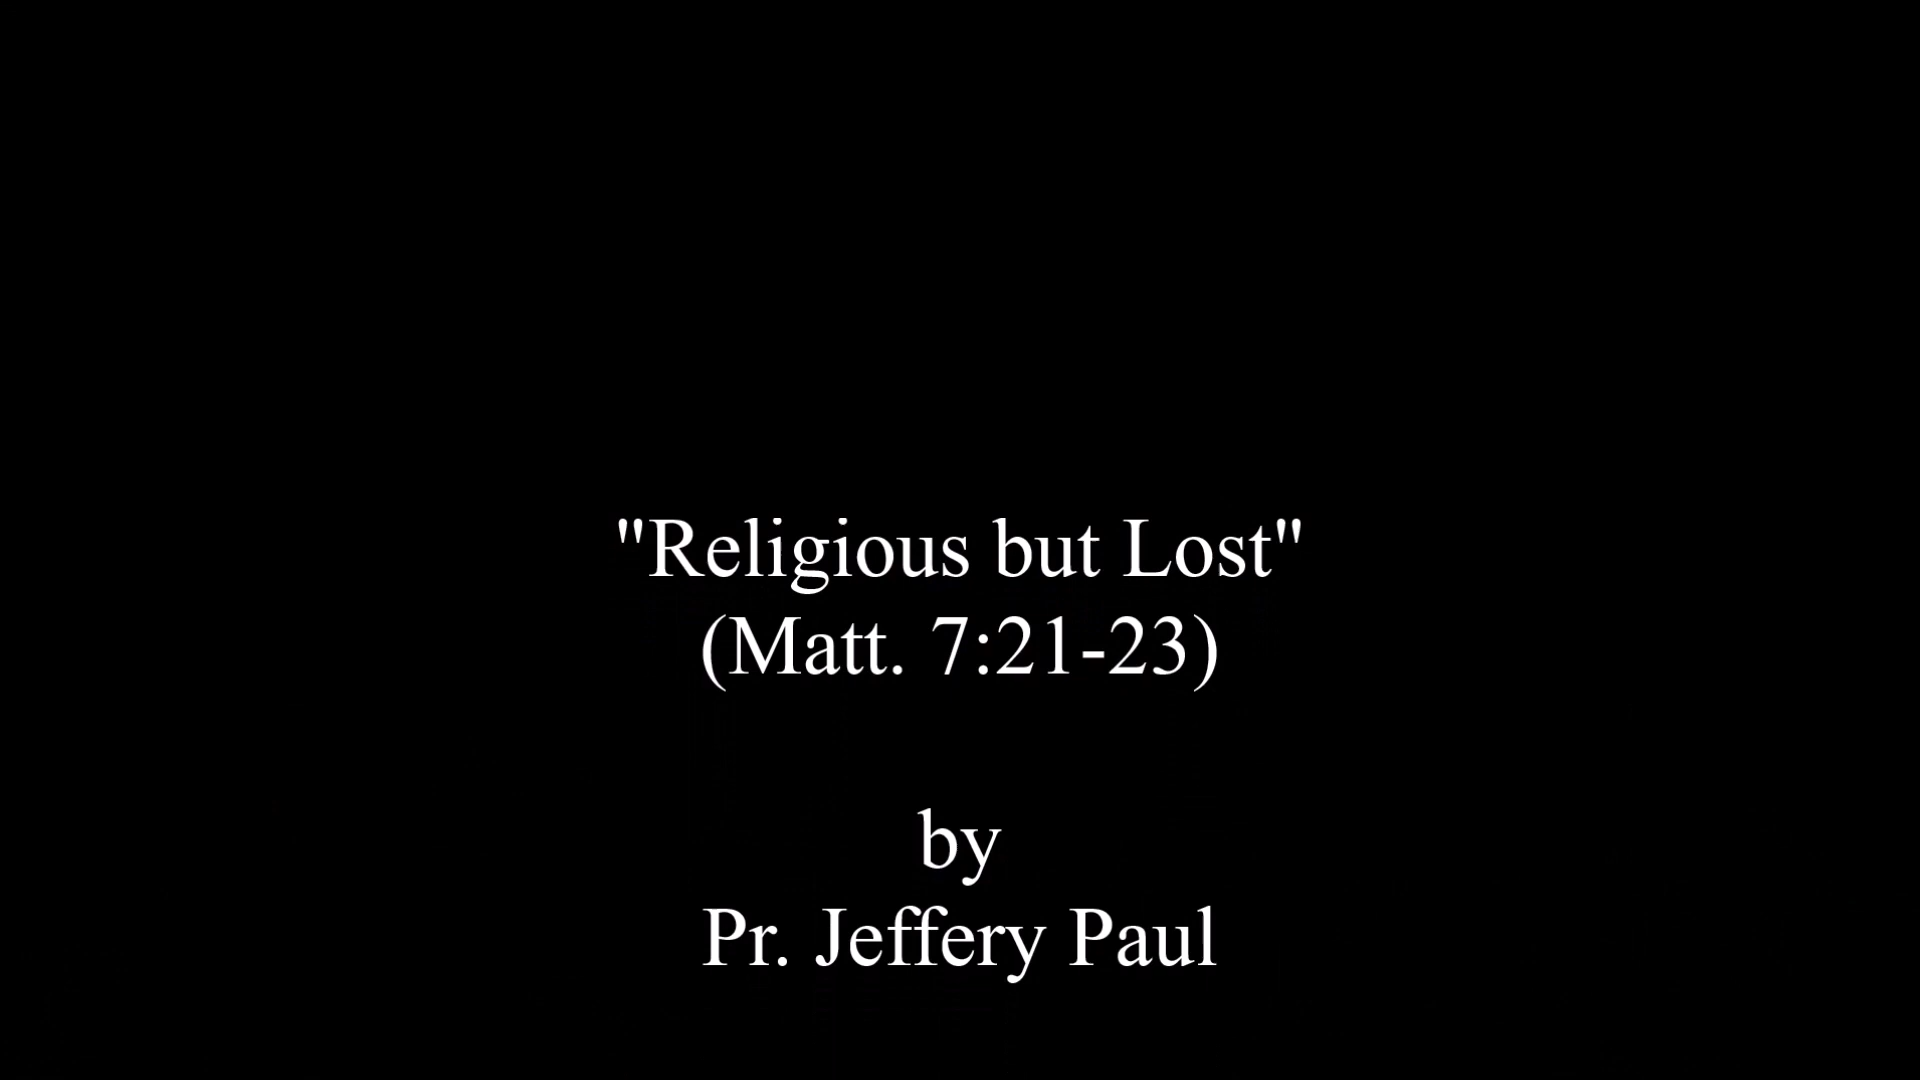 "Religious but Lost"
(Matt. 7:21-23)
by
Pr. Jeffery Paul